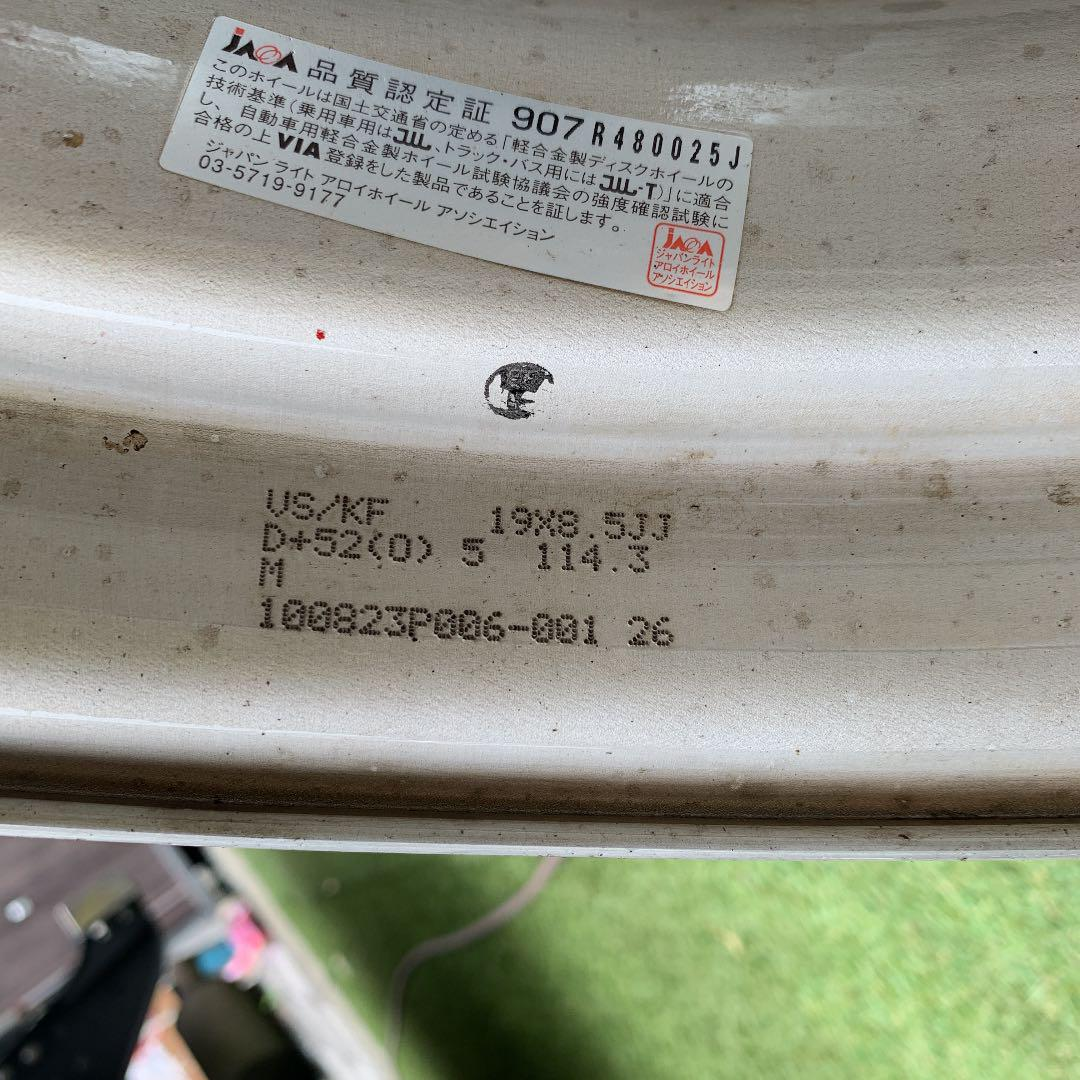 JAWA 品質認定証 907 R480025J
このホイールは国土交通省の定める「軽合金製ディスクホイールの
技術基準(乗用車用はJWL、トラック・バス用にはJWL-T)」に適合
し、自動車用軽合金製ホイール試験協議会の強度確認試験に
合格の上VIA登録をした製品であることを証します。
ジャパンライト アロイホイール アソシエイション
03-5719-9177
JAWA
ジャパンライト
アロイホイール
アソシエイション
VS/KF 19X8.5JJ
D+52(0) 5 114.3
M
100823P006-001 26